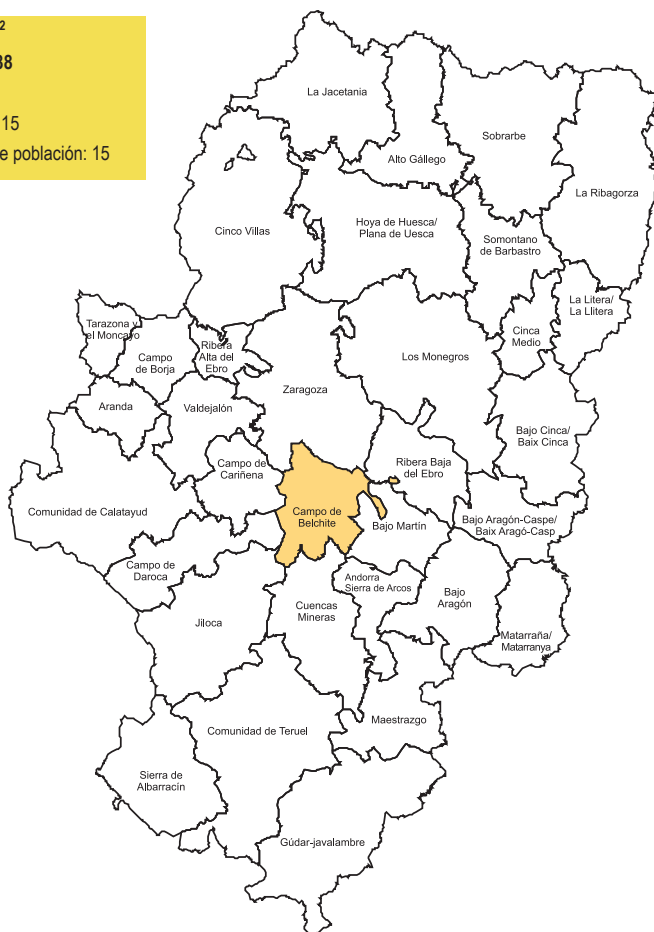 2
38
15
e población: 15
La Jacetania
Alto Gállego
Sobrarbe
La Ribagorza
Cinco Villas
Hoya de Huesca/
Plana de Uesca
Somontano
de Barbastro
La Litera/
La Llitera
Tarazona y
el Moncayo
Campo
de Borja
Ribera
Alta del
Ebro
Cinca
Medio
Los Monegros
Zaragoza
Aranda
Valdejalón
Bajo Cinca/
Baix Cinca
Campo de
Cariñena
Ribera Baja
del Ebro
Comunidad de Calatayud
Campo de
Belchite
Bajo Martín
Bajo Aragón-Caspe/
Baix Aragó-Casp
Campo de
Daroca
Andorra
Sierra de Arcos
Bajo
Aragón
Cuencas
Mineras
Jiloca
Matarraña/
Matarranya
Maestrazgo
Comunidad de Teruel
Sierra de
Albarracín
Gúdar-javalambre